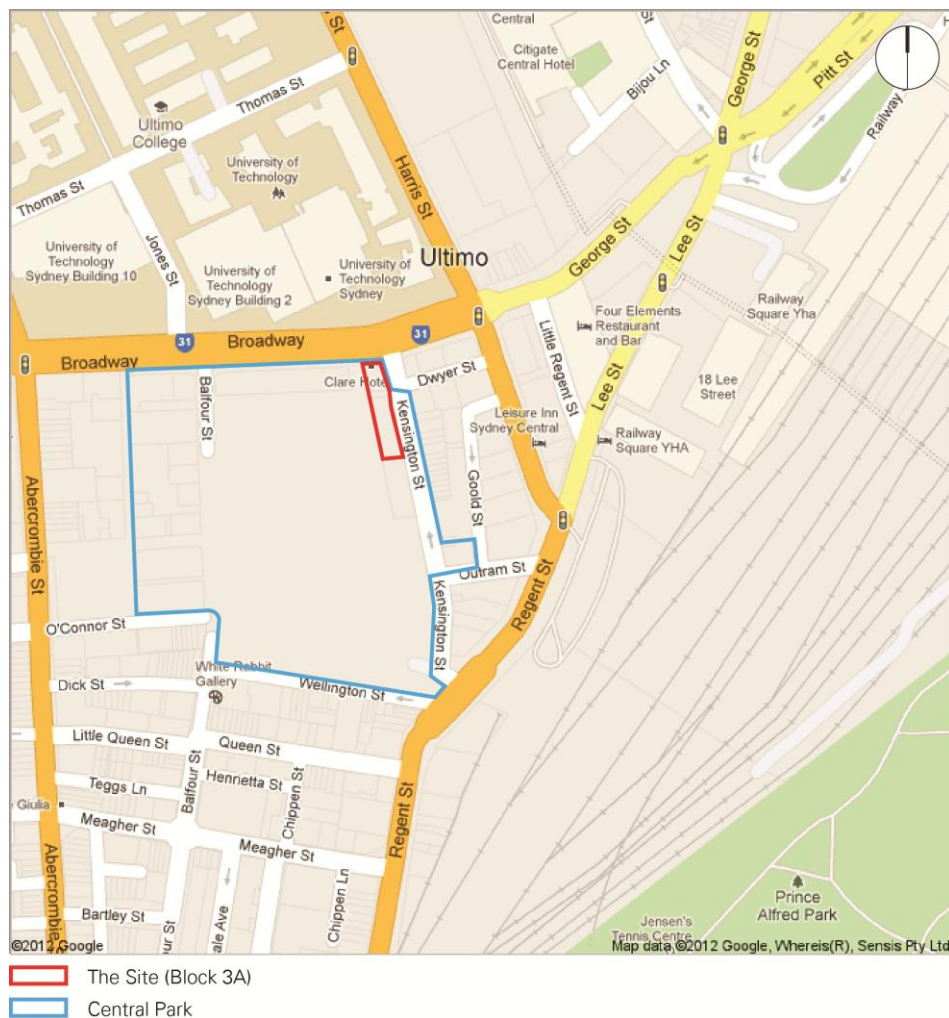 Central
Citigate
Central Hotel
Bijou Ln
George St
Pitt St
Railway
Thomas St
Ultimo
College
University of
Technology
Harris St
Thomas St
Jones St
University of
Technology
Sydney Building 10
University of
Technology
Sydney Building 2
University of
Technology
Sydney
Ultimo
George St
Lee St
Railway
Square Yha
Four Elements
Restaurant
and Bar
Little Regent St
Lee St
18 Lee
Street
31
31
Broadway
Broadway
Clare Hotel
Dwyer St
Balfour St
Kensington St
Leisure Inn
Sydney Central
Railway
Square YHA
Goold St
Abercrombie St
Outram St
Regent St
Kensington St
O'Connor St
White Rabbit
Gallery
Dick St
Wellington St
Little Queen St
Queen St
Balfour St
Henrietta St
Teggs Ln
Chippen St
Giulia
Meagher St
Meagher St
Regent St
Abercrombie
Chippen Ln
Bartley St
Prince
Alfred Park
Jensen's
Tennis Centre
©2012 Google
Map data ©2012 Google, Whereis(R), Sensis Pty Ltd
The Site (Block 3A)
Central Park